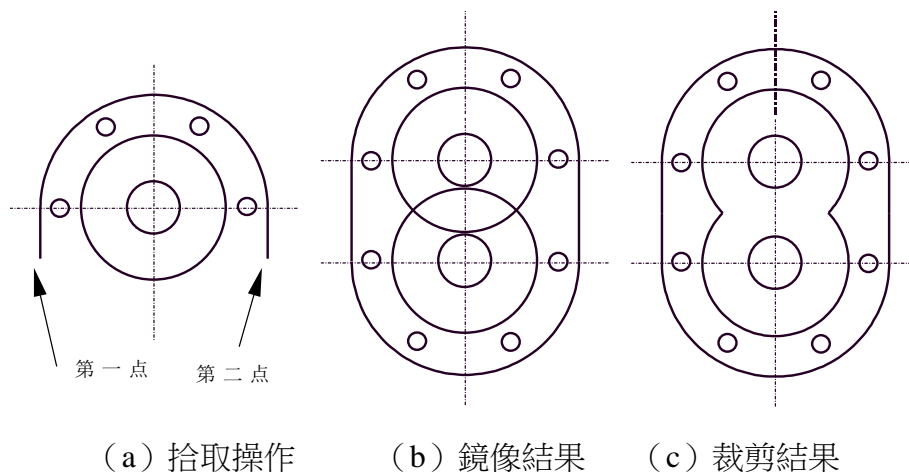 第一点
第二点
（a）拾取操作
（b）鏡像結果
（c）裁剪結果